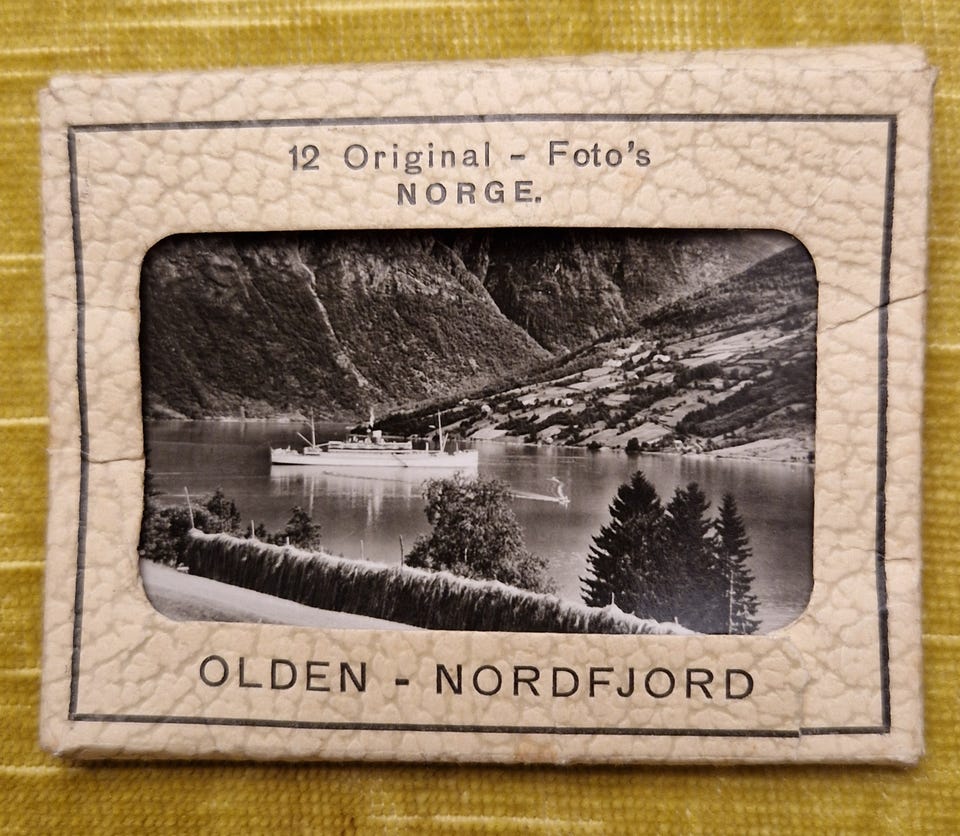 12 Original - Foto's
NORGE.
OLDEN - NORDFJORD